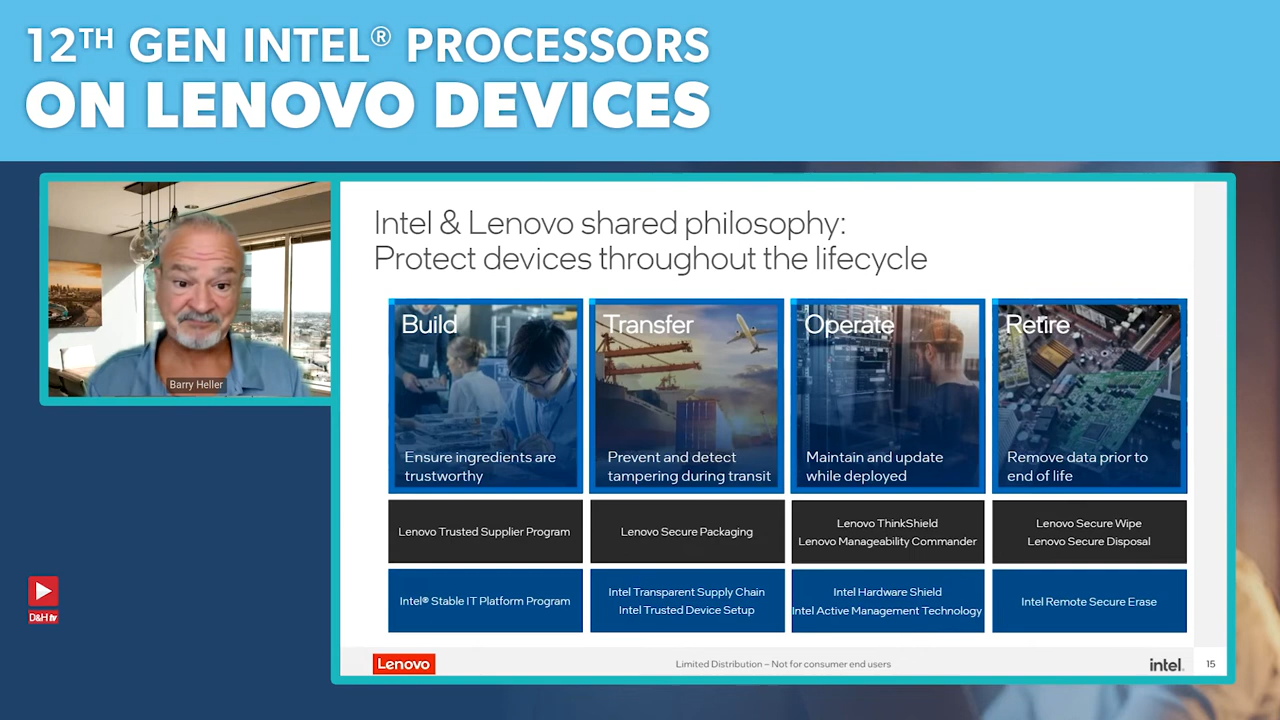 12TH GEN INTEL® PROCESSORS
ON LENOVO DEVICES
Barry Heller
Intel & Lenovo shared philosophy:
Protect devices throughout the lifecycle
Build
Ensure ingredients are
trustworthy
Transfer
Prevent and detect
tampering during transit
Operate
Maintain and update
while deployed
Retire
Remove data prior to
end of life
Lenovo Trusted Supplier Program
Lenovo Secure Packaging
Lenovo ThinkShield
Lenovo Manageability Commander
Lenovo Secure Wipe
Lenovo Secure Disposal
Intel® Stable IT Platform Program
Intel Transparent Supply Chain
Intel Trusted Device Setup
Intel Hardware Shield
Intel Active Management Technology
Intel Remote Secure Erase
D&H tv
Lenovo
Limited Distribution – Not for consumer end users
intel.
15